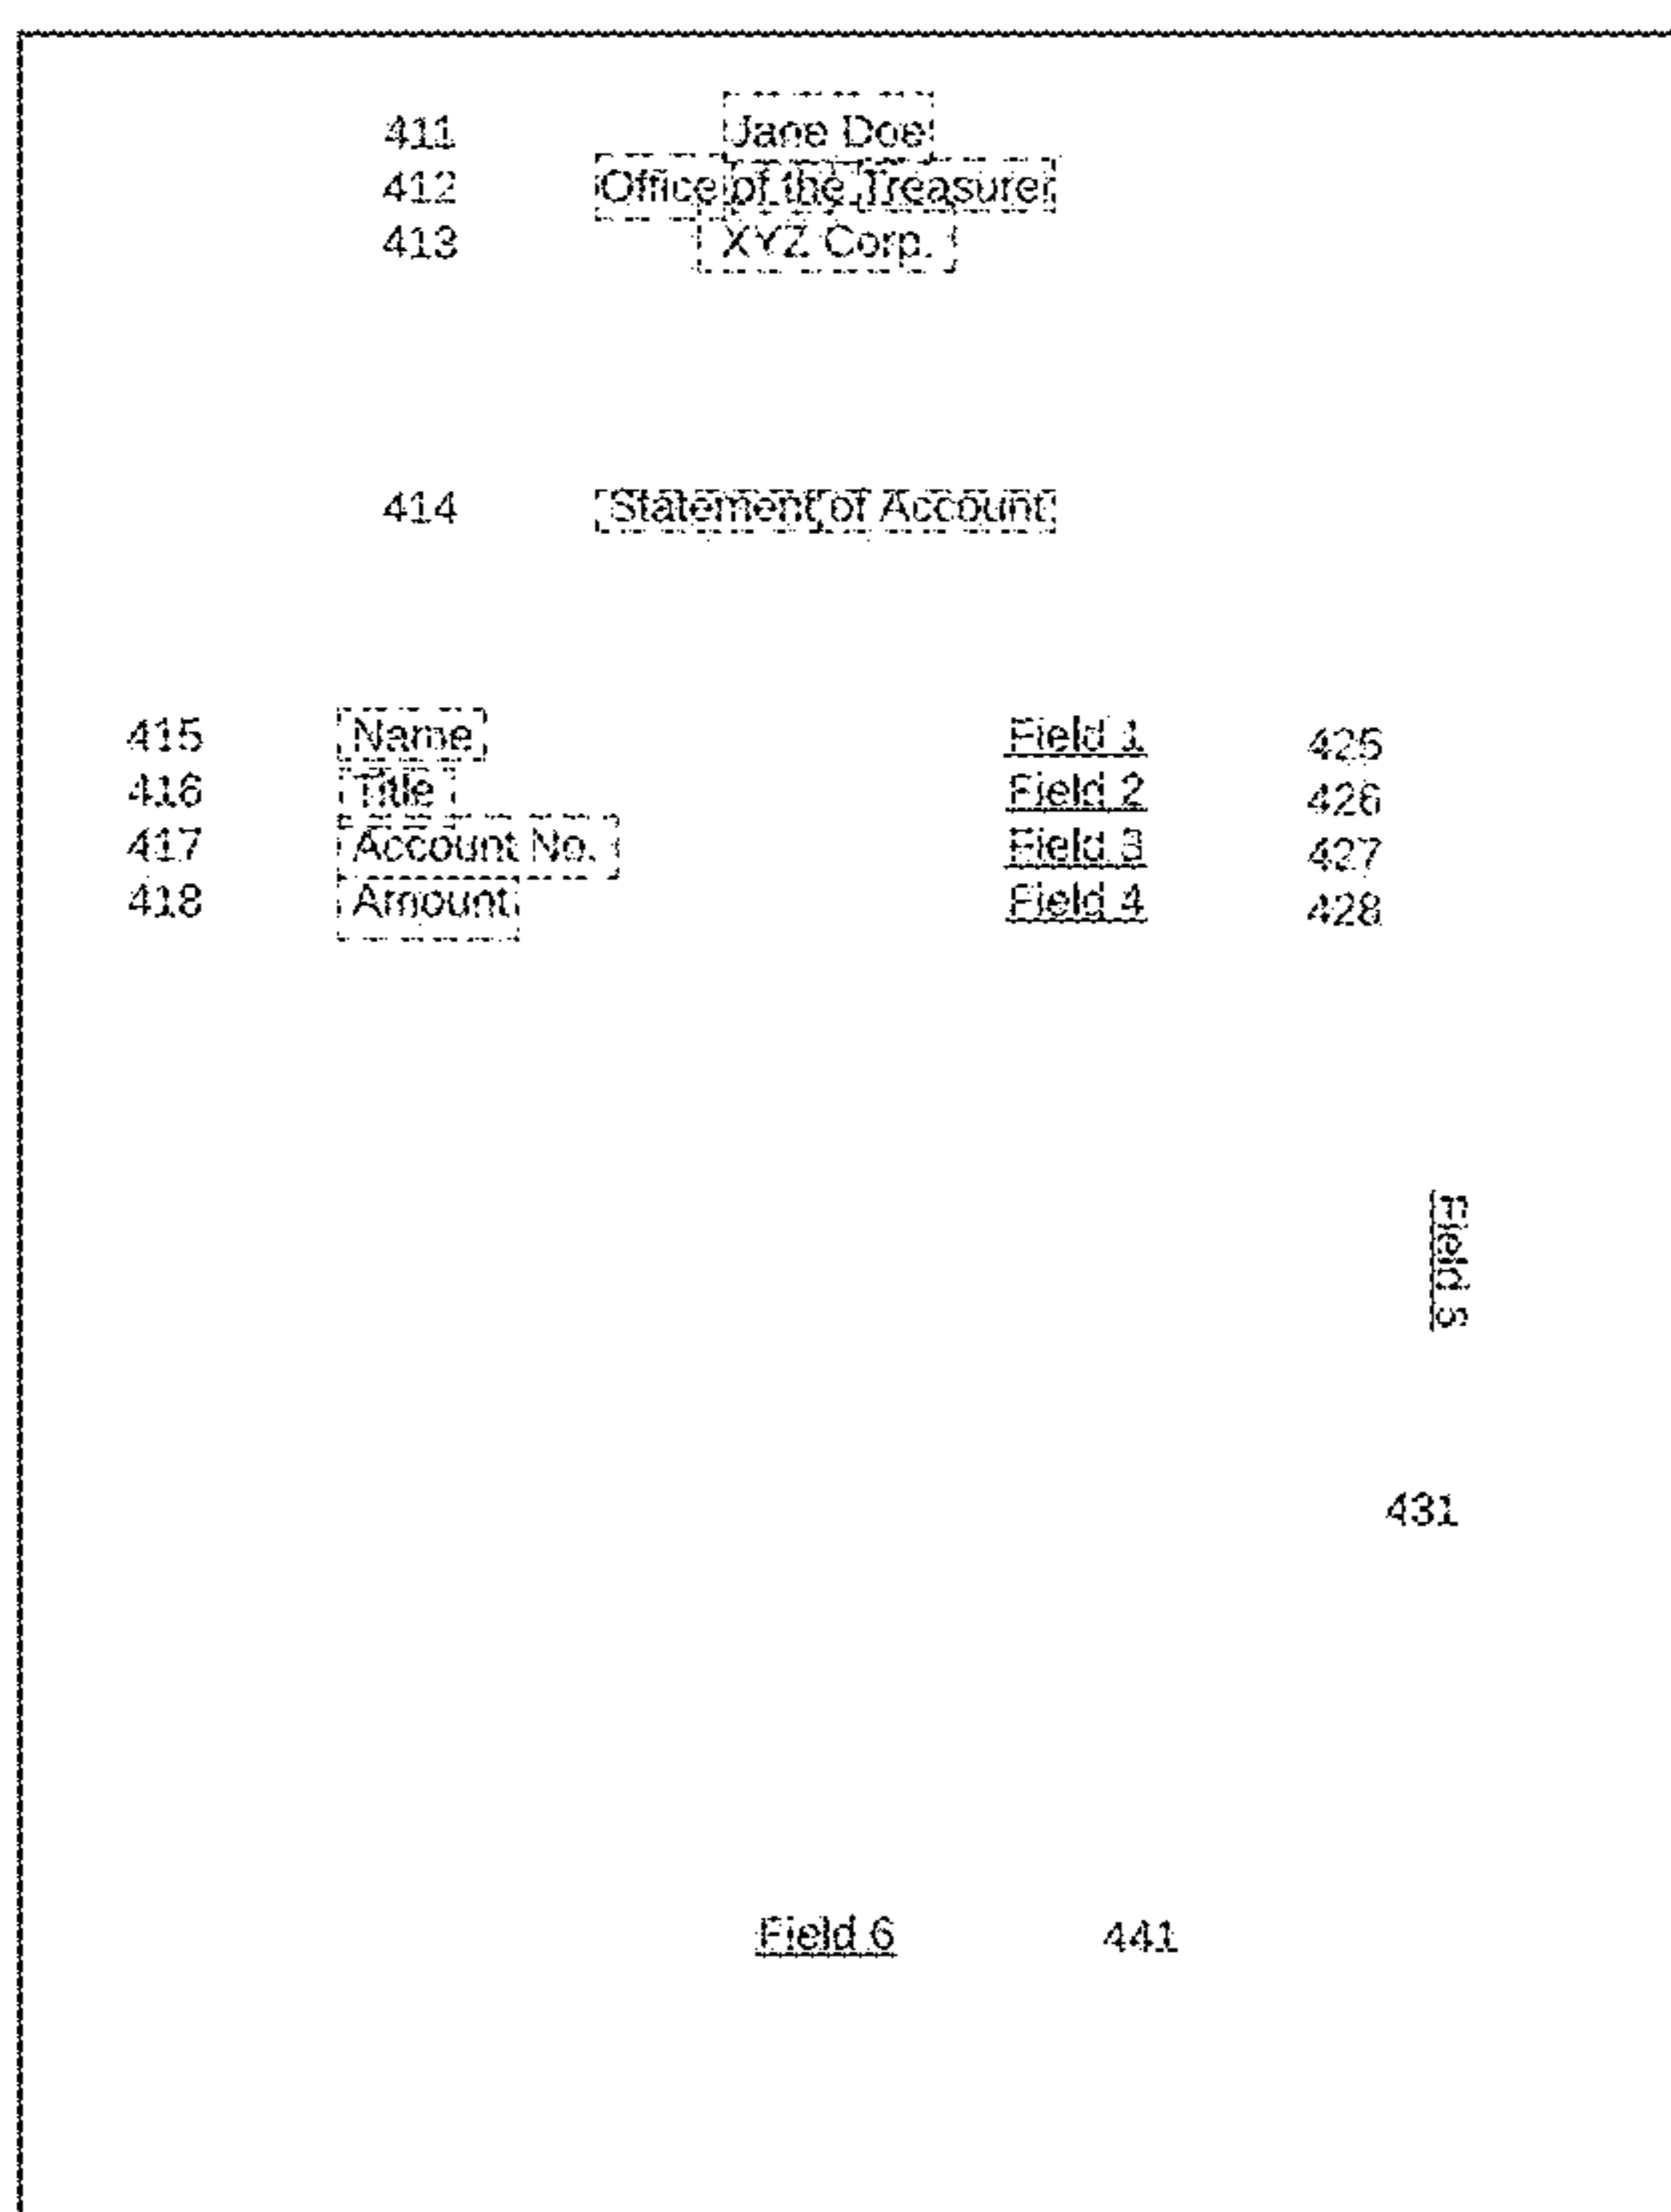 411 Jane Doe
412 Office of the Treasurer
413 XYZ Corp.
414 Statement of Account
415 Name Field 1 425
416 Title Field 2 426
417 Account No. Field 3 427
418 Amount Field 4 428
Field 5
431
Field 6 441